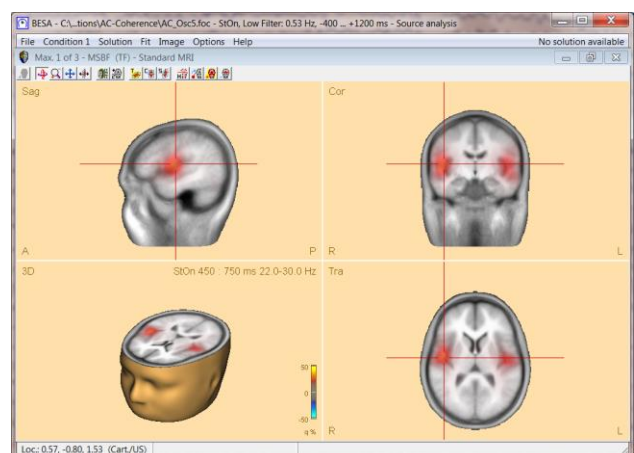 BESA - C:\...tions\AC-Coherence\AC_Osc5.foc - StOn, Low Filter: 0.53 Hz, -400 ... +1200 ms - Source analysis
File Condition 1 Solution Fit Image Options Help No solution available
Max. 1 of 3 - MSBF (TF) - Standard MRI
Sag
Cor
A P
R L
3D StOn 450 : 750 ms 22.0-30.0 Hz
Tra
50
0
-50
q%
R L
Loc.: 0.57, -0.80, 1.53 (Cart./US)